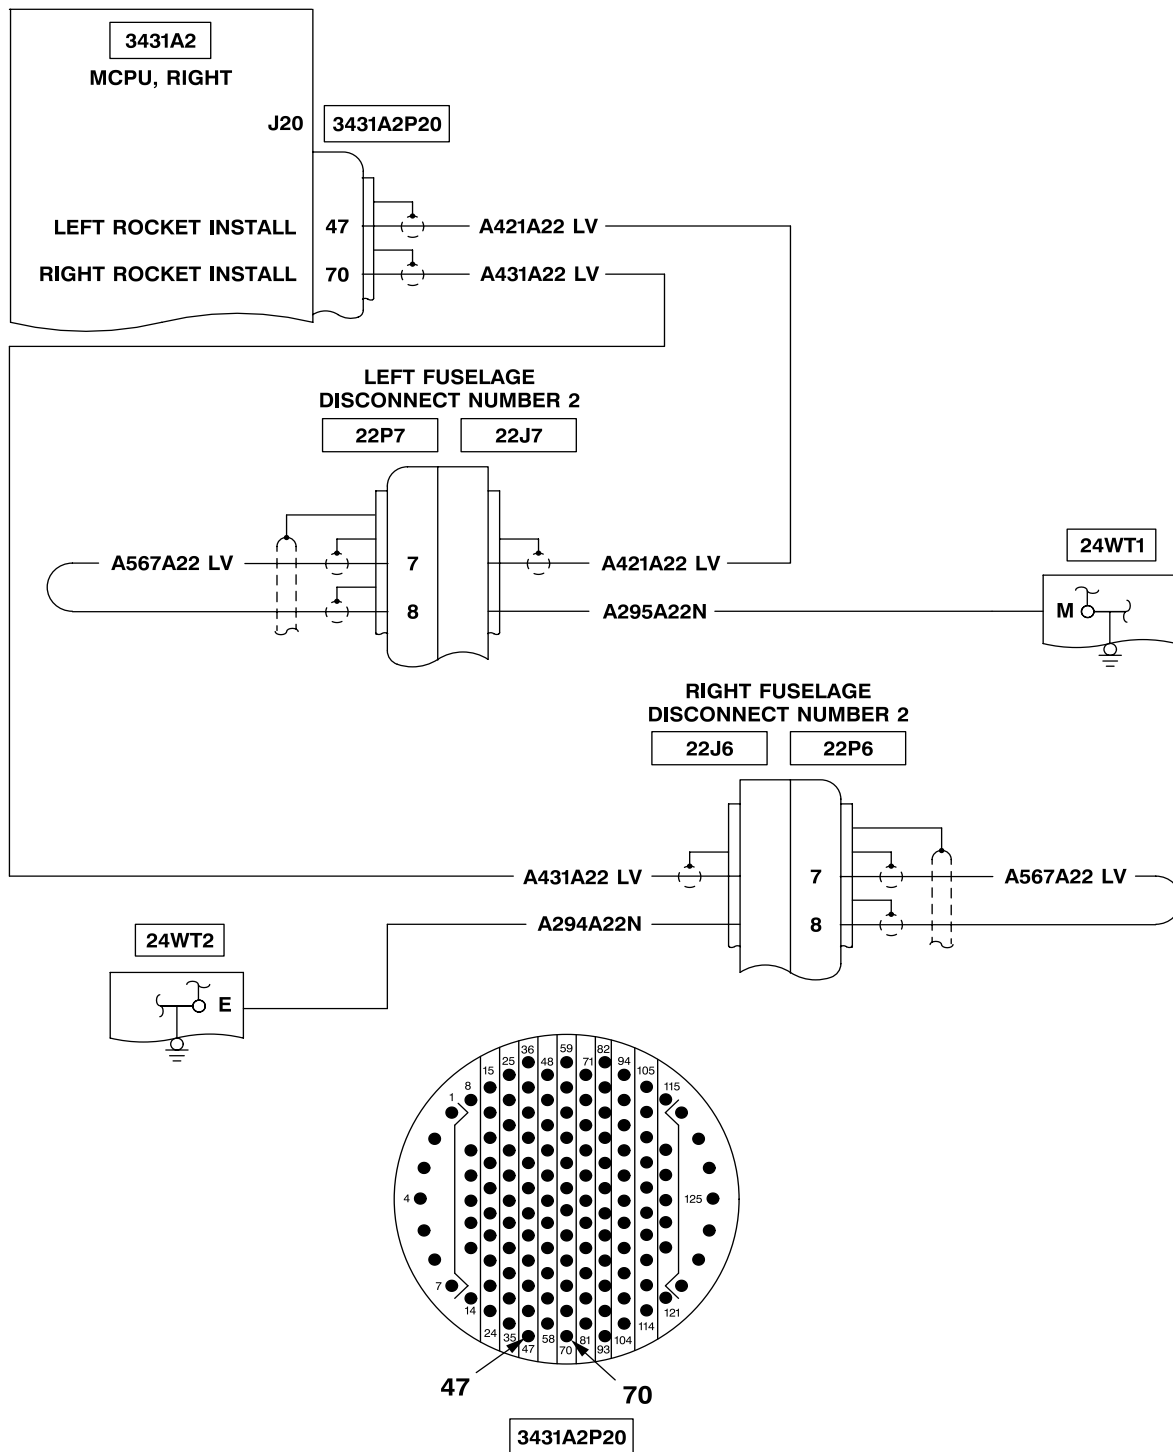 3431A2
MCPU, RIGHT
J20 3431A2P20
LEFT ROCKET INSTALL 47 A421A22 LV
RIGHT ROCKET INSTALL 70 A431A22 LV
LEFT FUSELAGE
DISCONNECT NUMBER 2
22P7 22J7
24WT1
A567A22 LV 7 A421A22 LV
8 A295A22N M
RIGHT FUSELAGE
DISCONNECT NUMBER 2
22J6 22P6
A431A22 LV 7 A567A22 LV
A294A22N 8
24WT2
E
36 59 82
25 48 71 94
15 105
8 115
1
4 125
7
14 121
24 114
35 58 81 104
47 70 93
47 70
3431A2P20